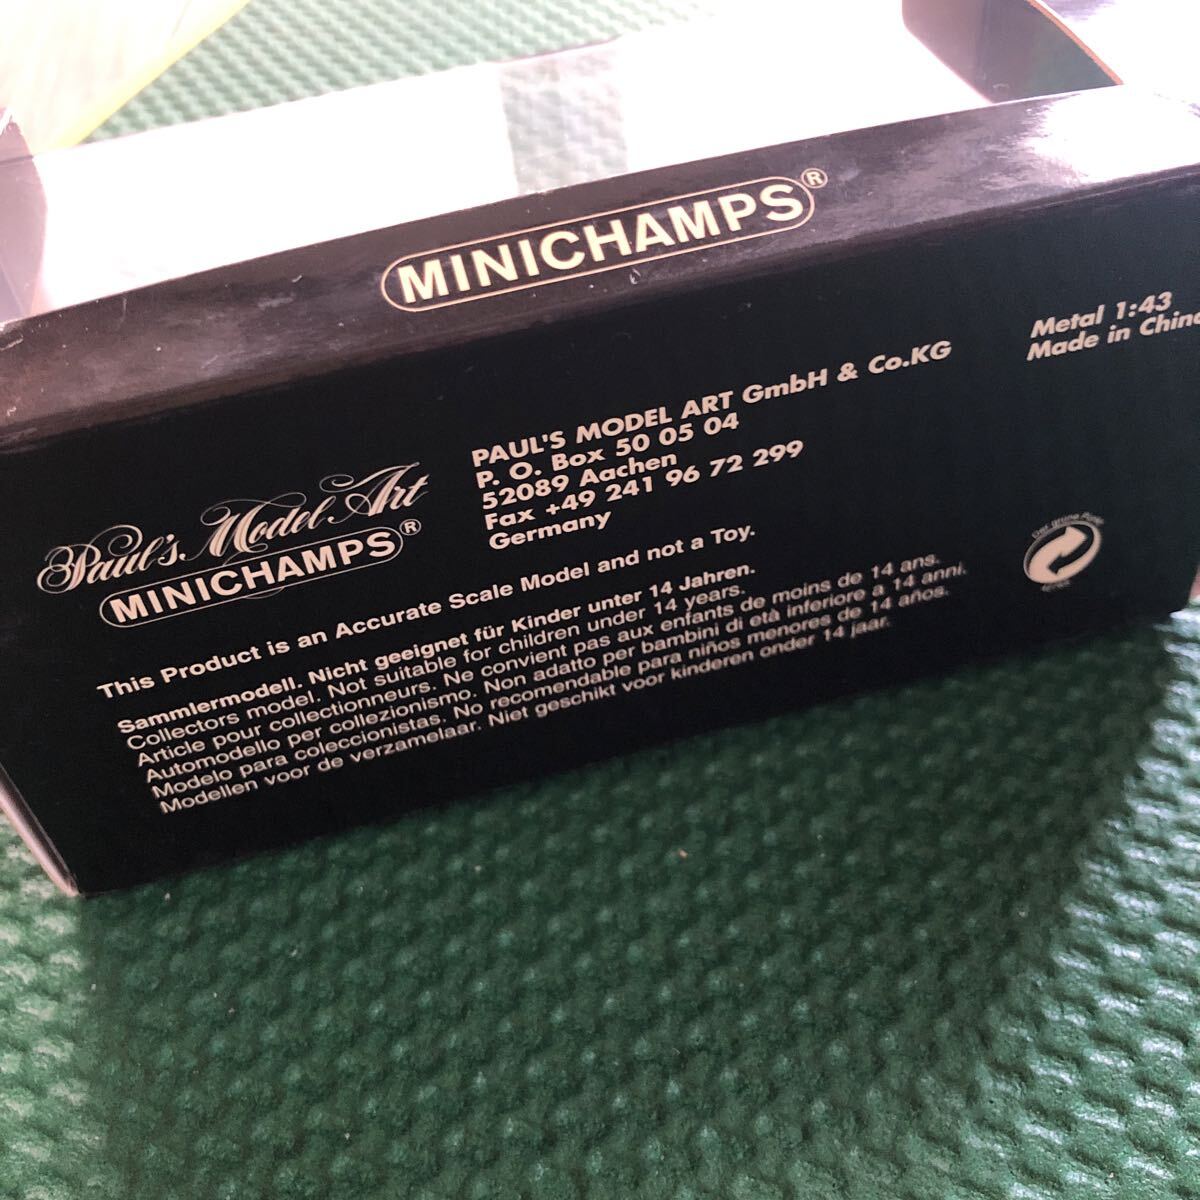 MINICHAMPS®
Metal 1:43
Made in China
PAUL'S MODEL ART GmbH & Co.KG
P. O. Box 50 05 04
52089 Aachen
Fax +49 241 96 72 299
Germany
Paul's Model Art
MINICHAMPS®
This Product is an Accurate Scale Model and not a Toy.
Sammlermodell. Nicht geeignet für Kinder unter 14 Jahren.
Collectors model. Not suitable for children under 14 years.
Article pour collectionneurs. Ne convient pas aux enfants de moins de 14 ans.
Automodello per collezionismo. Non adatto per bambini di età inferiore a 14 anni.
Modelo para coleccionistas. No recomendable para niños menores de 14 años.
Modellen voor de verzamelaar. Niet geschikt voor kinderen onder 14 jaar.
Der grüne Punkt